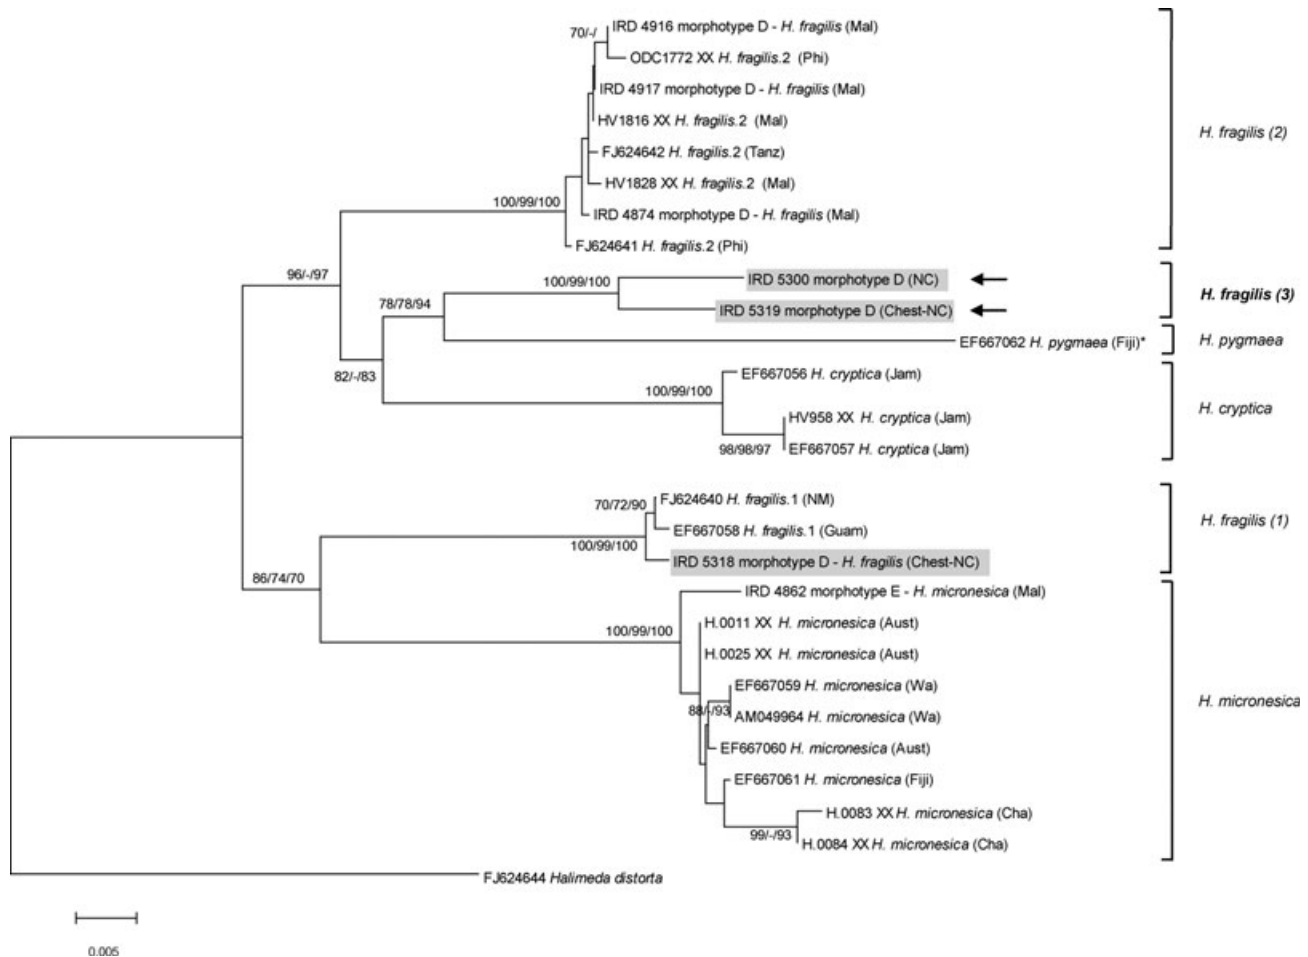 IRD 4916 morphotype D - H. fragilis (Mal)
70/-/
ODC1772 XX H. fragilis.2 (Phi)
IRD 4917 morphotype D - H. fragilis (Mal)
HV1816 XX H. fragilis.2 (Mal)
H. fragilis (2)
FJ624642 H. fragilis.2 (Tanz)
HV1828 XX H. fragilis.2 (Mal)
100/99/100
IRD 4874 morphotype D - H. fragilis (Mal)
FJ624641 H. fragilis.2 (Phi)
96/-/97
100/99/100
IRD 5300 morphotype D (NC)
H. fragilis (3)
78/78/94
IRD 5319 morphotype D (Chest-NC)
EF667062 H. pygmaea (Fiji)*
H. pygmaea
82/-/83
EF667056 H. cryptica (Jam)
100/99/100
H. cryptica
HV958 XX H. cryptica (Jam)
98/98/97
EF667057 H. cryptica (Jam)
FJ624640 H. fragilis.1 (NM)
70/72/90
H. fragilis (1)
EF667058 H. fragilis.1 (Guam)
100/99/100
IRD 5318 morphotype D - H. fragilis (Chest-NC)
86/74/70
IRD 4862 morphotype E - H. micronesica (Mal)
H.0011 XX H. micronesica (Aust)
100/99/100
H.0025 XX H. micronesica (Aust)
EF667059 H. micronesica (Wa)
H. micronesica
88/-/93
AM049964 H. micronesica (Wa)
EF667060 H. micronesica (Aust)
EF667061 H. micronesica (Fiji)
H.0083 XX H. micronesica (Cha)
99/-/93
H.0084 XX H. micronesica (Cha)
FJ624644 Halimeda distorta
0.005